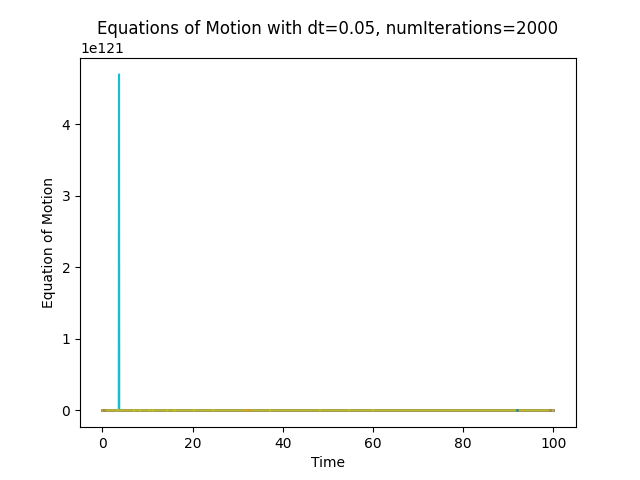 Equations of Motion with dt=0.05, numIterations=2000
1e121
4
3
2
1
0
Equation of Motion
0 20 40 60 80 100
Time